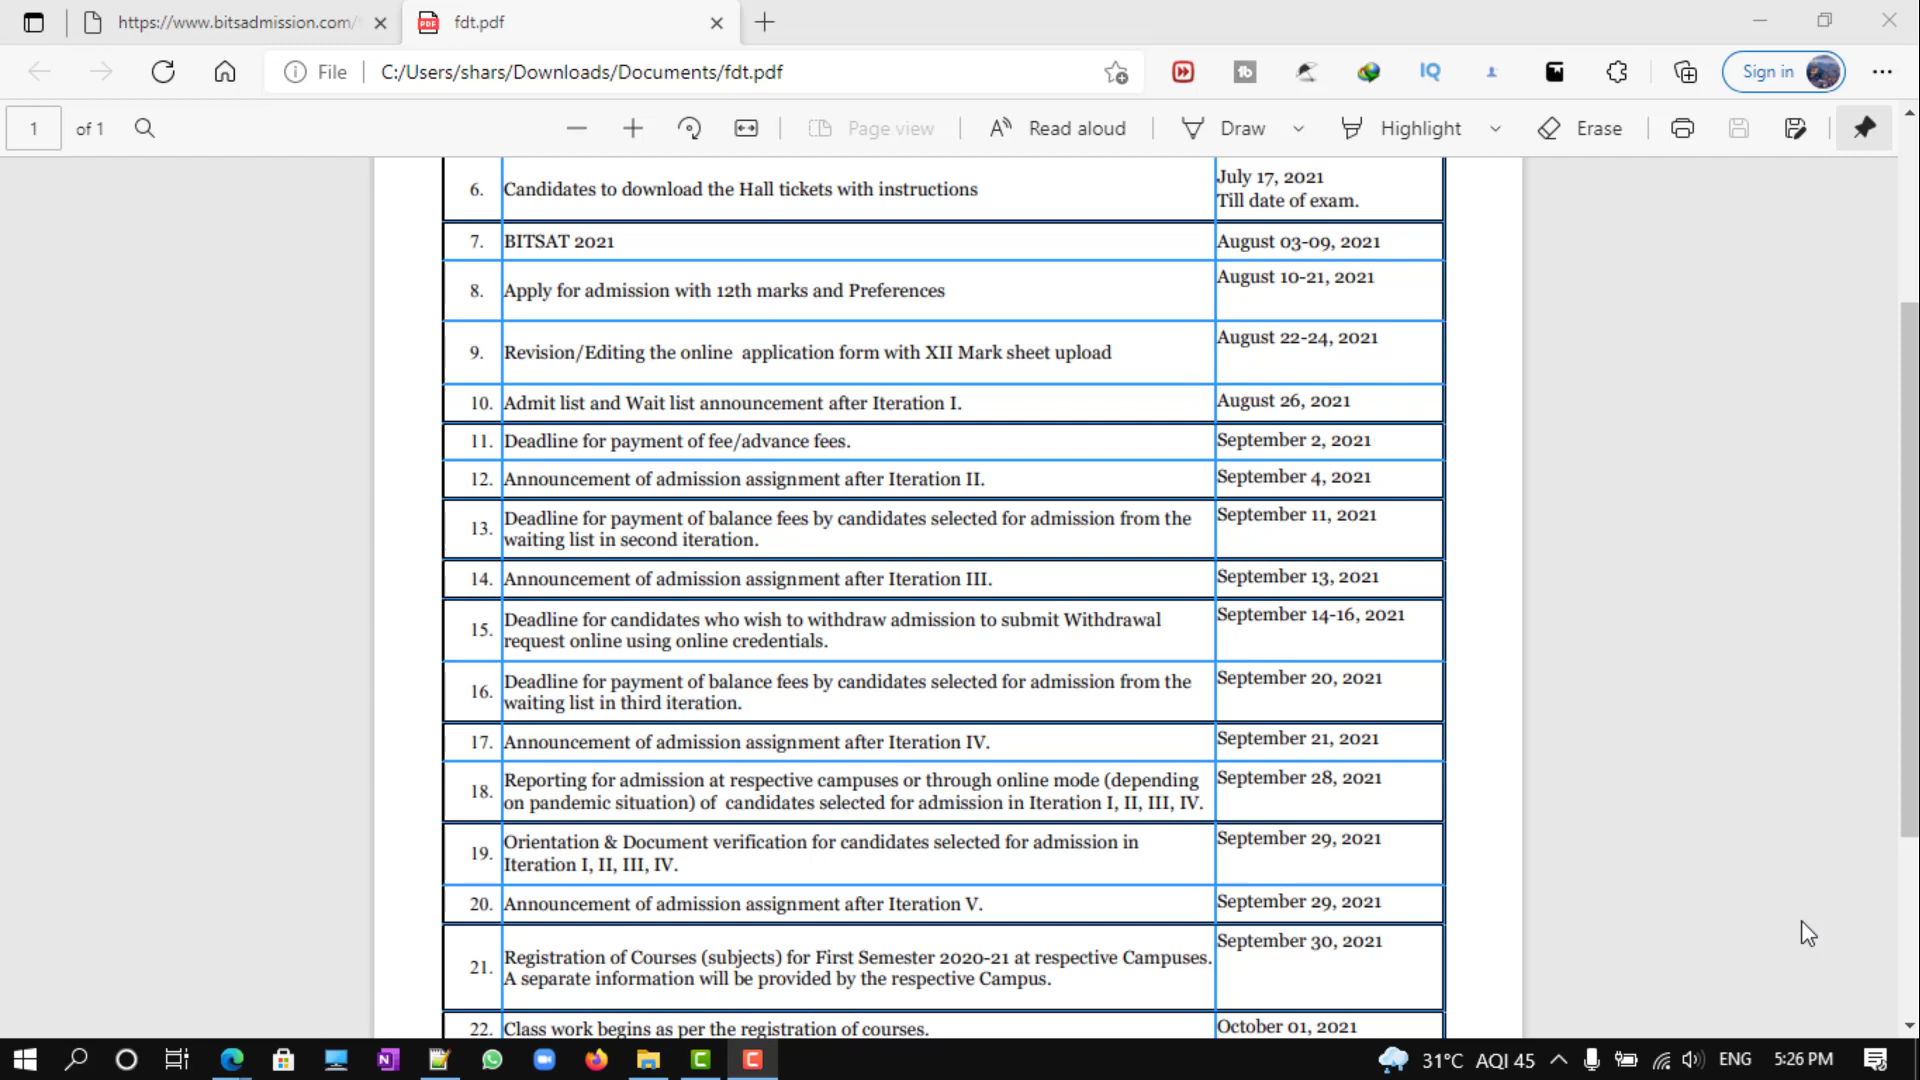 https://www.bitsadmission.com/
fdt.pdf
File
C:/Users/shars/Downloads/Documents/fdt.pdf
Sign in
1 of 1
Page view
Read aloud
Draw
Highlight
Erase
6. Candidates to download the Hall tickets with instructions
July 17, 2021
Till date of exam.
7. BITSAT 2021 August 03-09, 2021
8. Apply for admission with 12th marks and Preferences August 10-21, 2021
9. Revision/Editing the online application form with XII Mark sheet upload August 22-24, 2021
10. Admit list and Wait list announcement after Iteration I. August 26, 2021
11. Deadline for payment of fee/advance fees. September 2, 2021
12. Announcement of admission assignment after Iteration II. September 4, 2021
13. Deadline for payment of balance fees by candidates selected for admission from the September 11, 2021
waiting list in second iteration.
14. Announcement of admission assignment after Iteration III. September 13, 2021
15. Deadline for candidates who wish to withdraw admission to submit Withdrawal September 14-16, 2021
request online using online credentials.
16. Deadline for payment of balance fees by candidates selected for admission from the September 20, 2021
waiting list in third iteration.
17. Announcement of admission assignment after Iteration IV. September 21, 2021
18. Reporting for admission at respective campuses or through online mode (depending September 28, 2021
on pandemic situation) of candidates selected for admission in Iteration I, II, III, IV.
19. Orientation & Document verification for candidates selected for admission in September 29, 2021
Iteration I, II, III, IV.
20. Announcement of admission assignment after Iteration V. September 29, 2021
21. Registration of Courses (subjects) for First Semester 2020-21 at respective Campuses. September 30, 2021
A separate information will be provided by the respective Campus.
22. Class work begins as per the registration of courses. October 01, 2021
31°C AQI 45 ENG 5:26 PM